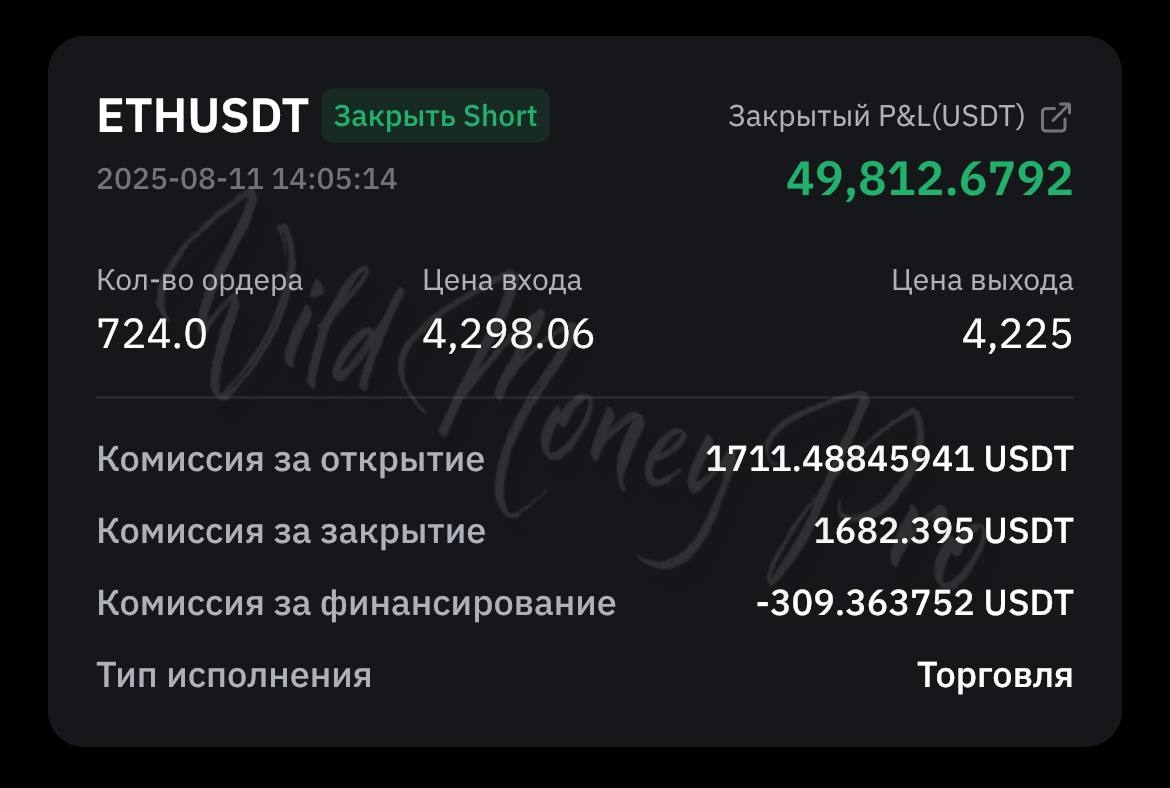 ETHUSDT Закрыть Short Закрытый P&L(USDT)
2025-08-11 14:05:14 49,812.6792
Кол-во ордера Цена входа Цена выхода
724.0 4,298.06 4,225
Wild Money Pro
Комиссия за открытие 1711.48845941 USDT
Комиссия за закрытие 1682.395 USDT
Комиссия за финансирование -309.363752 USDT
Тип исполнения Торговля